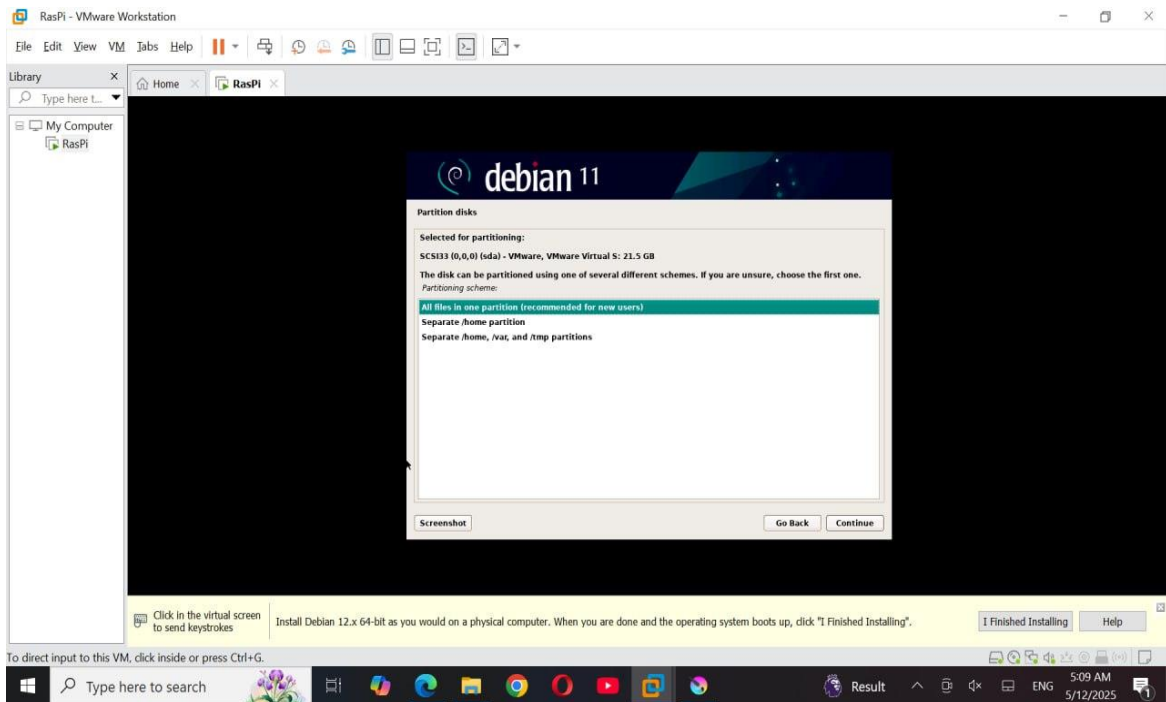 RasPi - VMware Workstation
File Edit View VM Tabs Help
Library
Home
RasPi
Type here t...
My Computer
RasPi
debian 11
Partition disks
Selected for partitioning:
SCSI33 (0,0,0) (sda) - VMware, VMware Virtual S: 21.5 GB
The disk can be partitioned using one of several different schemes. If you are unsure, choose the first one.
Partitioning scheme:
All files in one partition (recommended for new users)
Separate /home partition
Separate /home, /var, and /tmp partitions
Screenshot
Go Back
Continue
Click in the virtual screen
to send keystrokes
Install Debian 12.x 64-bit as you would on a physical computer. When you are done and the operating system boots up, click "I Finished Installing".
I Finished Installing
Help
To direct input to this VM, click inside or press Ctrl+G.
Type here to search
Result
ENG
5:09 AM
5/12/2025
1